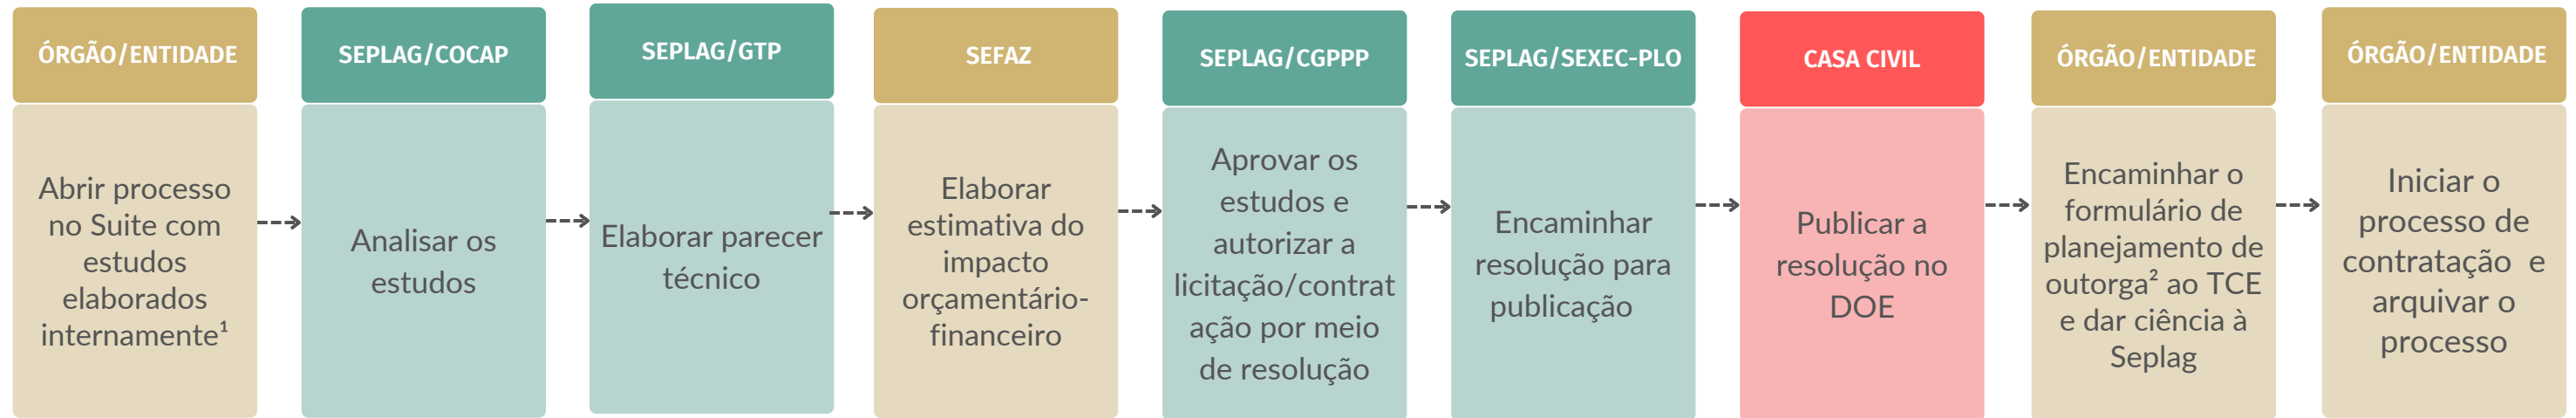 ÓRGÃO/ENTIDADE
Abrir processo
no Suite com
estudos
elaborados
internamente¹
SEPLAG/COCAP
Analisar os
estudos
SEPLAG/GTP
Elaborar parecer
técnico
SEFAZ
Elaborar
estimativa do
impacto
orçamentário-
financeiro
SEPLAG/CGPPP
Aprovar os
estudos e
autorizar a
licitação/contrat
ação por meio
de resolução
SEPLAG/SEXEC-PLO
Encaminhar
resolução para
publicação
CASA CIVIL
Publicar a
resolução no
DOE
ÓRGÃO/ENTIDADE
Encaminhar o
formulário de
planejamento de
outorga² ao TCE
e dar ciência à
Seplag
ÓRGÃO/ENTIDADE
Iniciar o
processo de
contratação e
arquivar o
processo